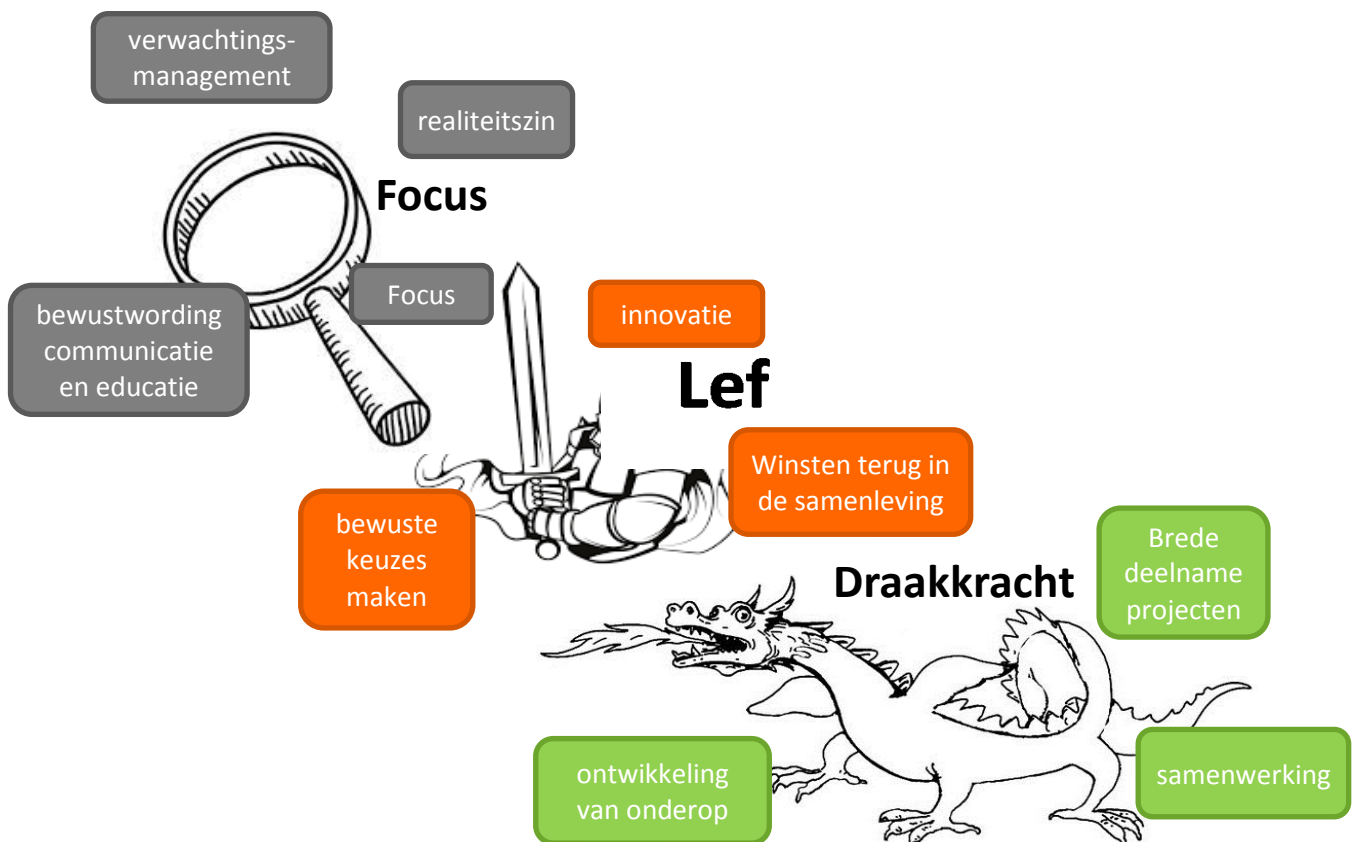 verwachtings-
management
realiteitszin
Focus
Focus
bewustwording
communicatie
en educatie
innovatie
Lef
Winsten terug in
de samenleving
bewuste
keuzes
maken
Brede
deelname
projecten
Draakkracht
ontwikkeling
van onderop
samenwerking